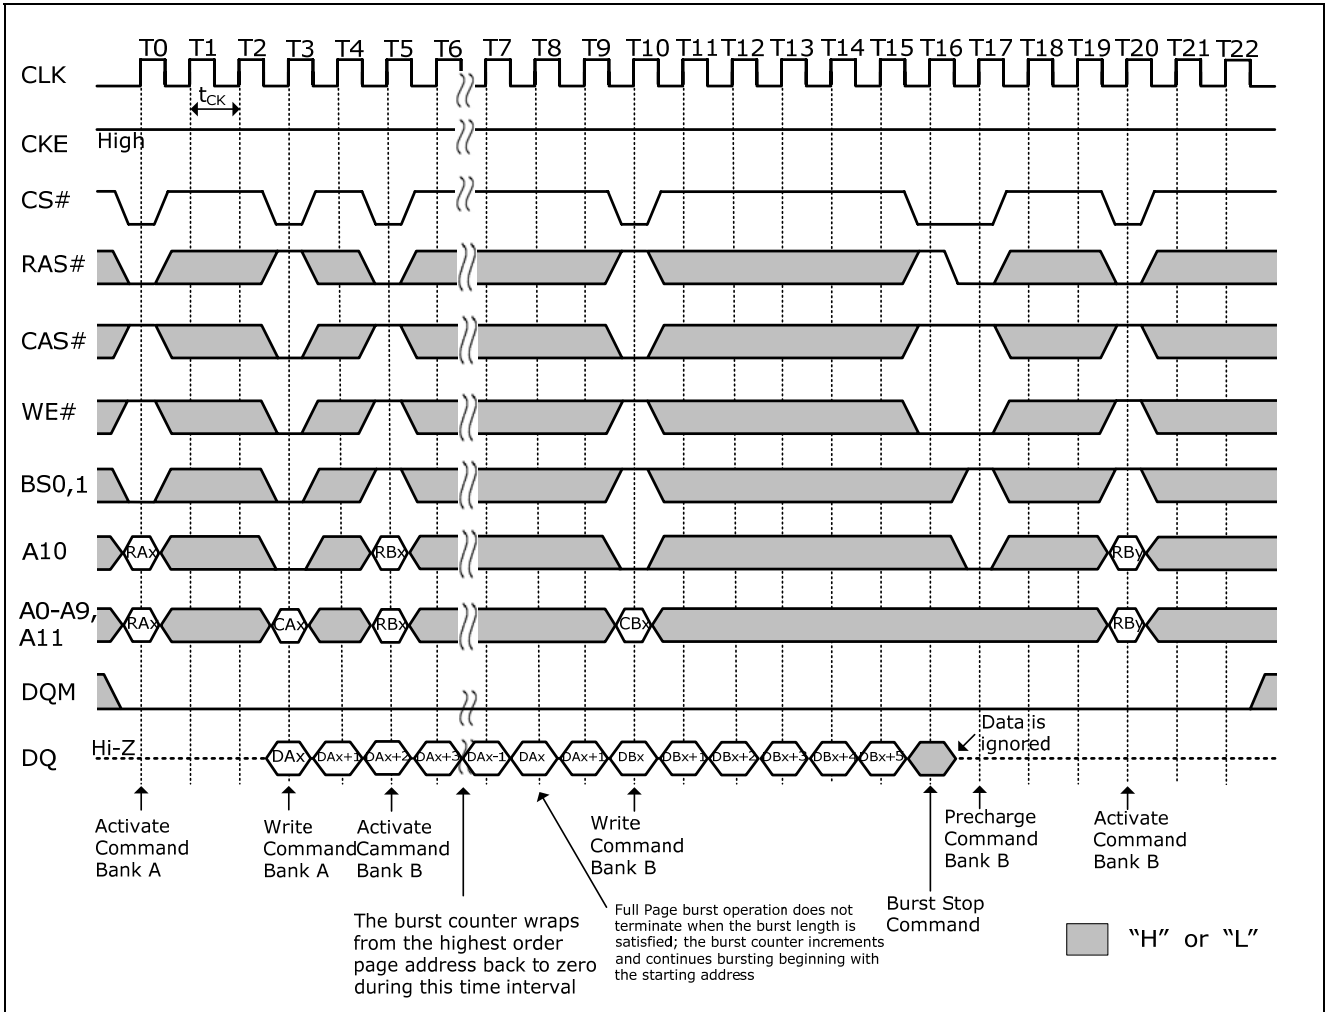 T0 T1 T2 T3 T4 T5 T6 T7 T8 T9 T10 T11 T12 T13 T14 T15 T16 T17 T18 T19 T20 T21 T22
CLK
tCK
CKE High
CS#
RAS#
CAS#
WE#
BS0,1
A10 RAx RBx RBy
A0-A9,
A11
RAx CAx RBx CBx RBy
DQM
DQ Hi-Z DAx DAx+1 DAx+2 DAx+3 DAx-1 DAx DAx+1 DBx DBx+1 DBx+2 DBx+3 DBx+4 DBx+5
Data is
ignored
Activate
Command
Bank A
Write
Command
Bank A
Activate
Cammand
Bank B
Write
Command
Bank B
Precharge
Command
Bank B
Activate
Command
Bank B
Burst Stop
Command
The burst counter wraps
from the highest order
page address back to zero
during this time interval
Full Page burst operation does not
terminate when the burst length is
satisfied; the burst counter increments
and continues bursting beginning with
the starting address
“H” or “L”